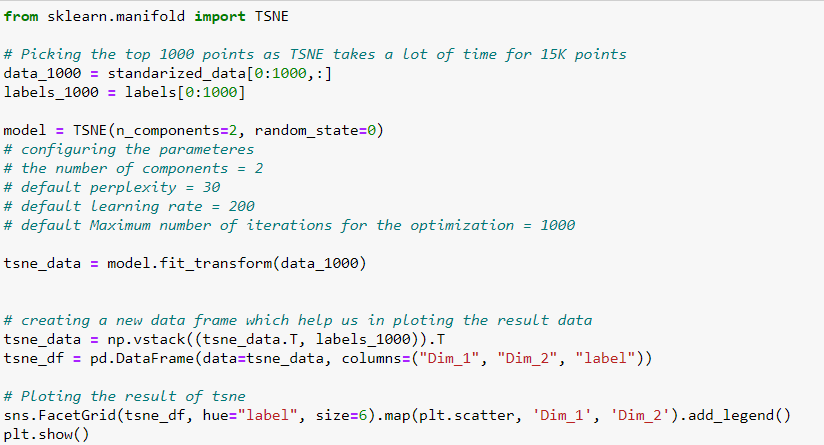 from sklearn.manifold import TSNE
# Picking the top 1000 points as TSNE takes a lot of time for 15K points
data_1000 = standarized_data[0:1000,:]
labels_1000 = labels[0:1000]
model = TSNE(n_components=2, random_state=0)
# configuring the parameteres
# the number of components = 2
# default perplexity = 30
# default learning rate = 200
# default Maximum number of iterations for the optimization = 1000
tsne_data = model.fit_transform(data_1000)
# creating a new data frame which help us in ploting the result data
tsne_data = np.vstack((tsne_data.T, labels_1000)).T
tsne_df = pd.DataFrame(data=tsne_data, columns=("Dim_1", "Dim_2", "label"))
# Ploting the result of tsne
sns.FacetGrid(tsne_df, hue="label", size=6).map(plt.scatter, 'Dim_1', 'Dim_2').add_legend()
plt.show()